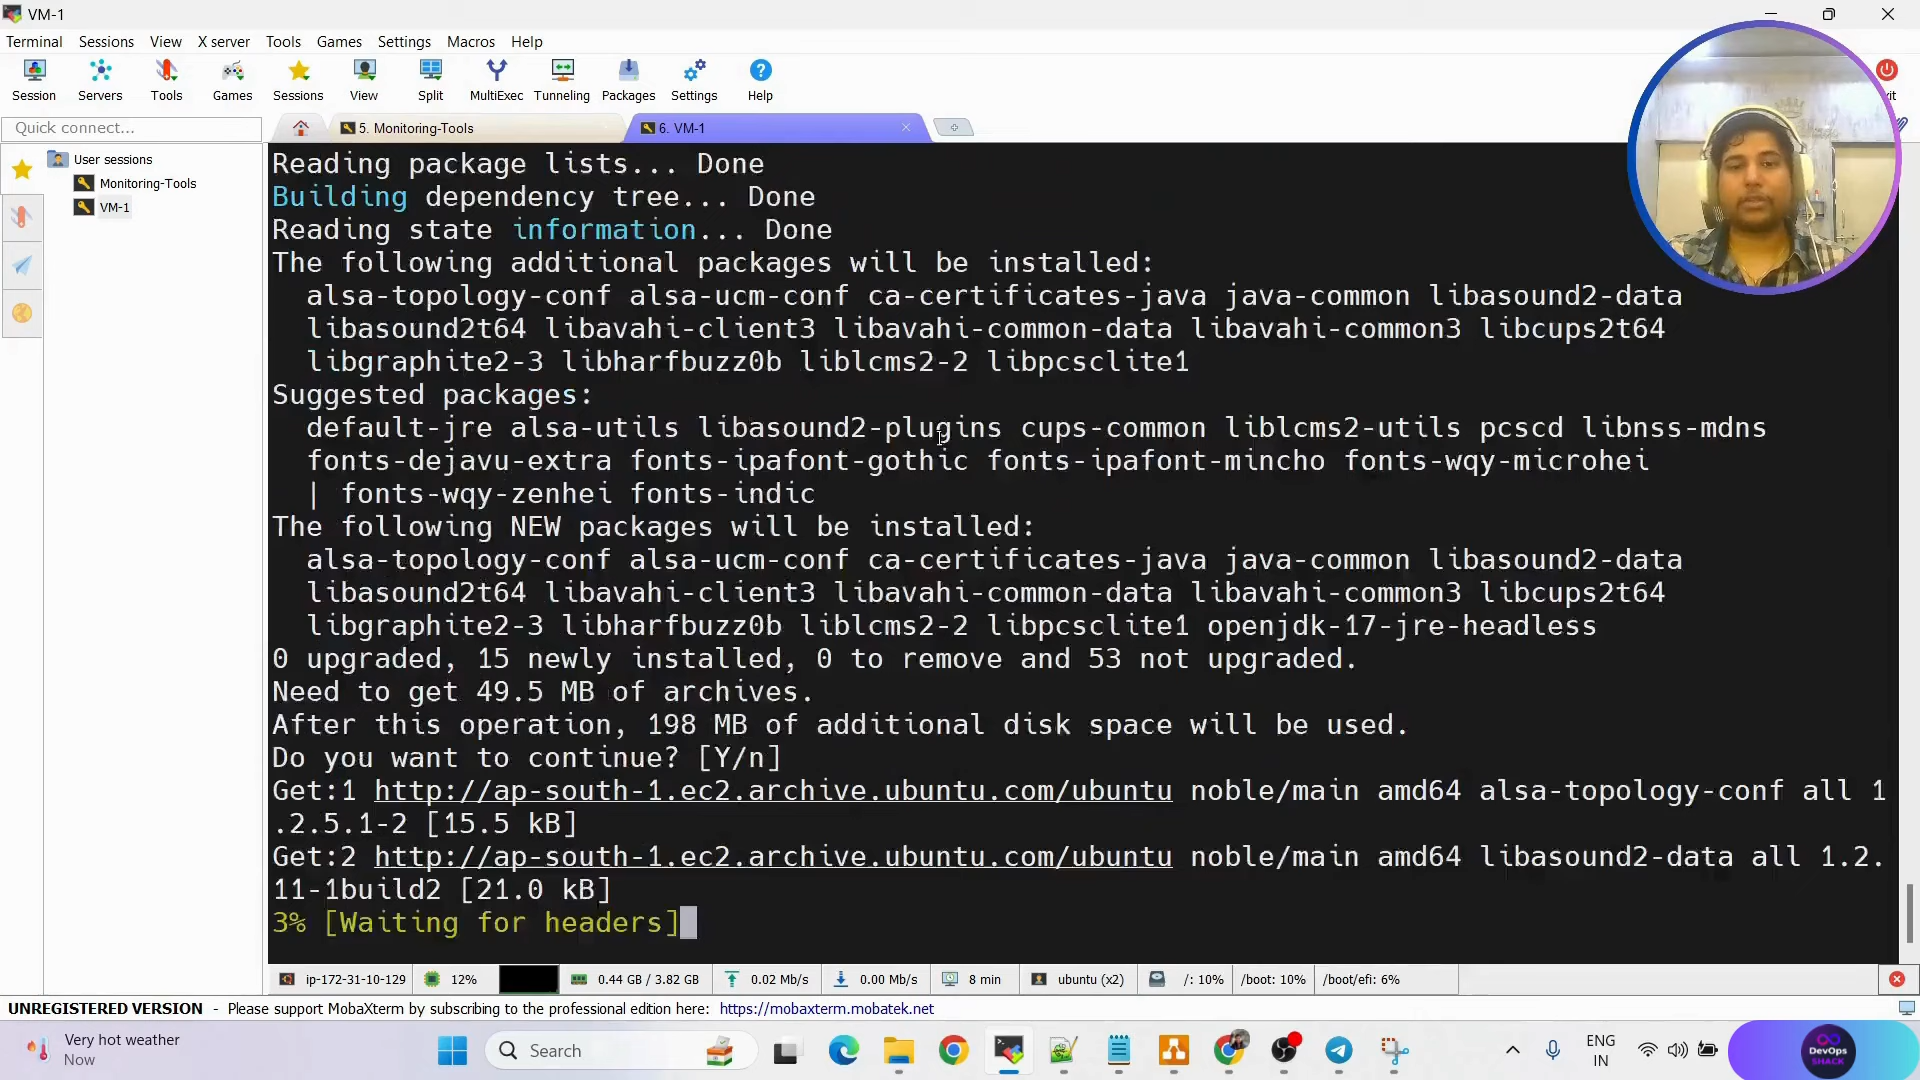 VM-1
Terminal Sessions View X server Tools Games Settings Macros Help
Session Servers Tools Games Sessions View Split MultiExec Tunneling Packages Settings Help
Quick connect...
5. Monitoring-Tools
6. VM-1
User sessions
Monitoring-Tools
VM-1
Reading package lists... Done
Building dependency tree... Done
Reading state information... Done
The following additional packages will be installed:
alsa-topology-conf alsa-ucm-conf ca-certificates-java java-common libasound2-data
libasound2t64 libavahi-client3 libavahi-common-data libavahi-common3 libcups2t64
libgraphite2-3 libharfbuzz0b liblcms2-2 libpcsclite1
Suggested packages:
default-jre alsa-utils libasound2-plugins cups-common liblcms2-utils pcscd libnss-mdns
fonts-dejavu-extra fonts-ipafont-gothic fonts-ipafont-mincho fonts-wqy-microhei
| fonts-wqy-zenhei fonts-indic
The following NEW packages will be installed:
alsa-topology-conf alsa-ucm-conf ca-certificates-java java-common libasound2-data
libasound2t64 libavahi-client3 libavahi-common-data libavahi-common3 libcups2t64
libgraphite2-3 libharfbuzz0b liblcms2-2 libpcsclite1 openjdk-17-jre-headless
0 upgraded, 15 newly installed, 0 to remove and 53 not upgraded.
Need to get 49.5 MB of archives.
After this operation, 198 MB of additional disk space will be used.
Do you want to continue? [Y/n]
Get:1 http://ap-south-1.ec2.archive.ubuntu.com/ubuntu noble/main amd64 alsa-topology-conf all 1
.2.5.1-2 [15.5 kB]
Get:2 http://ap-south-1.ec2.archive.ubuntu.com/ubuntu noble/main amd64 libasound2-data all 1.2.
11-1build2 [21.0 kB]
3% [Waiting for headers]
ip-172-31-10-129 12% 0.44 GB / 3.82 GB 0.02 Mb/s 0.00 Mb/s 8 min ubuntu (x2) /: 10% /boot: 10% /boot/efi: 6%
UNREGISTERED VERSION - Please support MobaXterm by subscribing to the professional edition here: https://mobaxterm.mobatek.net
Very hot weather
Now
Search
ENG
IN
DevOps
SHACK